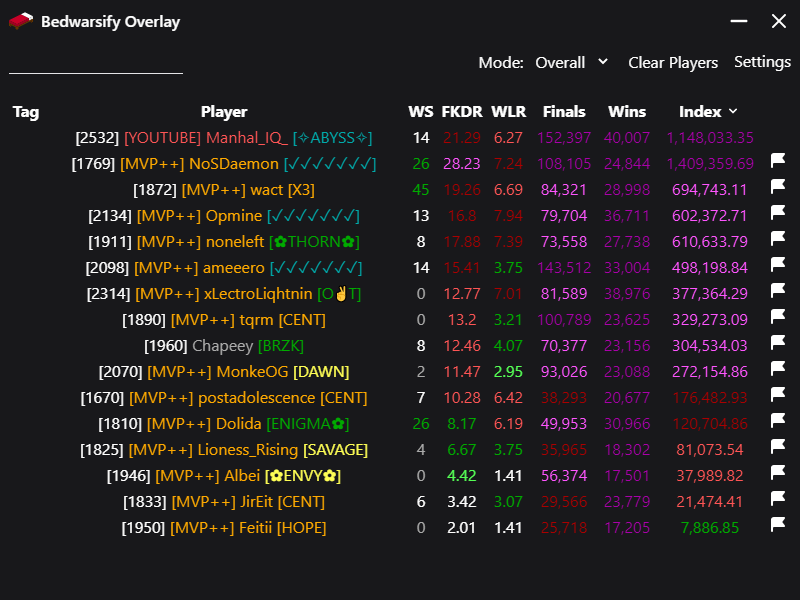 Bedwarsify Overlay
Mode: Overall Clear Players Settings
Tag Player WS FKDR WLR Finals Wins Index
[2532] [YOUTUBE] Manhal_IQ_ [✧ABYSS✧] 14 21.29 6.27 152,397 40,007 1,148,033.35
[1769] [MVP++] NoSDaemon [✓✓✓✓✓✓✓] 26 28.23 7.24 108,105 24,844 1,409,359.69
[1872] [MVP++] wact [X3] 45 19.26 6.69 84,321 28,998 694,743.11
[2134] [MVP++] Opmine [✓✓✓✓✓✓✓] 13 16.8 7.94 79,704 36,711 602,372.71
[1911] [MVP++] noneleft [✿THORN✿] 8 17.88 7.39 73,558 27,738 610,633.79
[2098] [MVP++] ameeero [✓✓✓✓✓✓✓] 14 15.41 3.75 143,512 33,004 498,198.84
[2314] [MVP++] xLectroLiqhtnin [O✌T] 0 12.77 7.01 81,589 38,976 377,364.29
[1890] [MVP++] tqrm [CENT] 0 13.2 3.21 100,789 23,625 329,273.09
[1960] Chapeey [BRZK] 8 12.46 4.07 70,377 23,156 304,534.03
[2070] [MVP++] MonkeOG [DAWN] 2 11.47 2.95 93,026 23,088 272,154.86
[1670] [MVP++] postadolescence [CENT] 7 10.28 6.42 38,293 20,677 176,482.93
[1810] [MVP++] Dolida [ENIGMA✿] 26 8.17 6.19 49,953 30,966 120,704.86
[1825] [MVP++] Lioness_Rising [SAVAGE] 4 6.67 3.75 35,965 18,302 81,073.54
[1946] [MVP++] Albei [✿ENVY✿] 0 4.42 1.41 56,374 17,501 37,989.82
[1833] [MVP++] JirEit [CENT] 6 3.42 3.07 29,566 23,779 21,474.41
[1950] [MVP++] Feitii [HOPE] 0 2.01 1.41 25,718 17,205 7,886.85